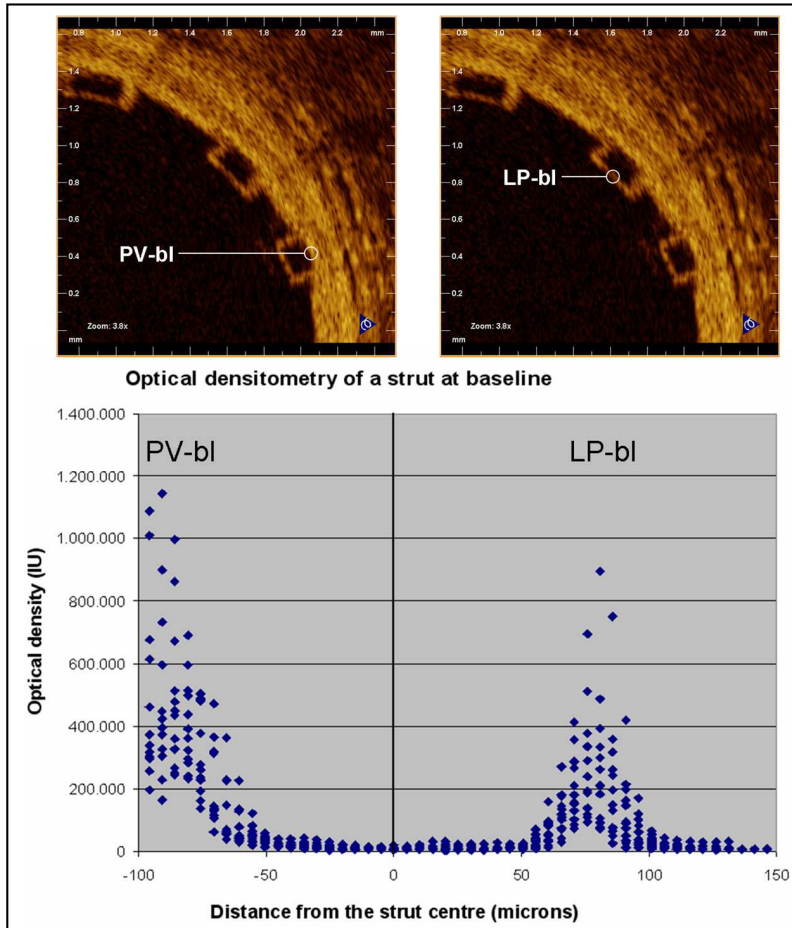 0.8 1.0 1.2 1.4 1.6 1.8 2.0 2.2 mm
1.4
1.2
1.0
0.8
0.6
0.4
0.2
mm
PV-bl
Zoom: 3.8x
0.8 1.0 1.2 1.4 1.6 1.8 2.0 2.2 mm
1.4
1.2
1.0
0.8
0.6
0.4
0.2
mm
LP-bl
Zoom: 3.8x
Optical densitometry of a strut at baseline
Optical density (IU)
1.400.000
1.200.000
1.000.000
800.000
600.000
400.000
200.000
0
PV-bl LP-bl
-100 -50 0 50 100 150
Distance from the strut centre (microns)